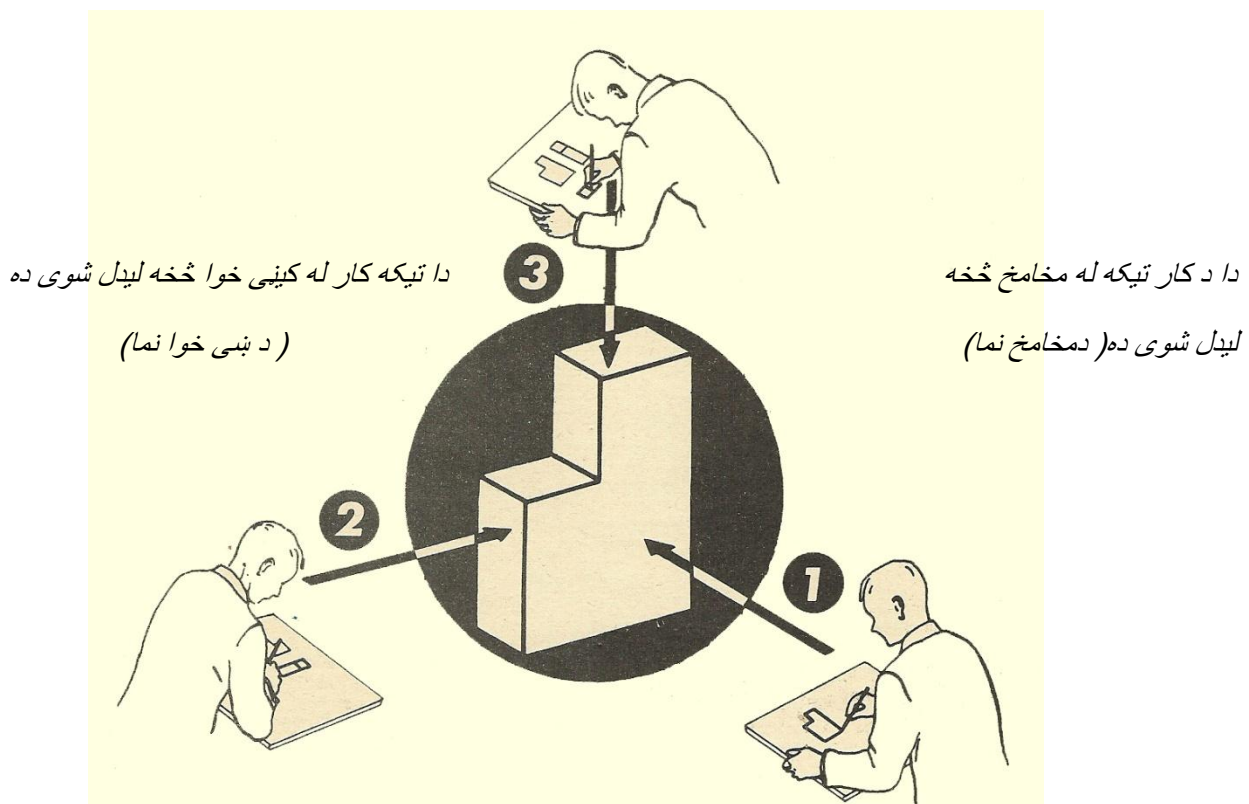 دا د کار تیکه له مخامخ څخه
لیدل شوی ده( دمخامخ نما)
دا تیکه کار له کیڼی خوا څخه لیدل شوی ده
( د ښی خوا نما)
3
2
1